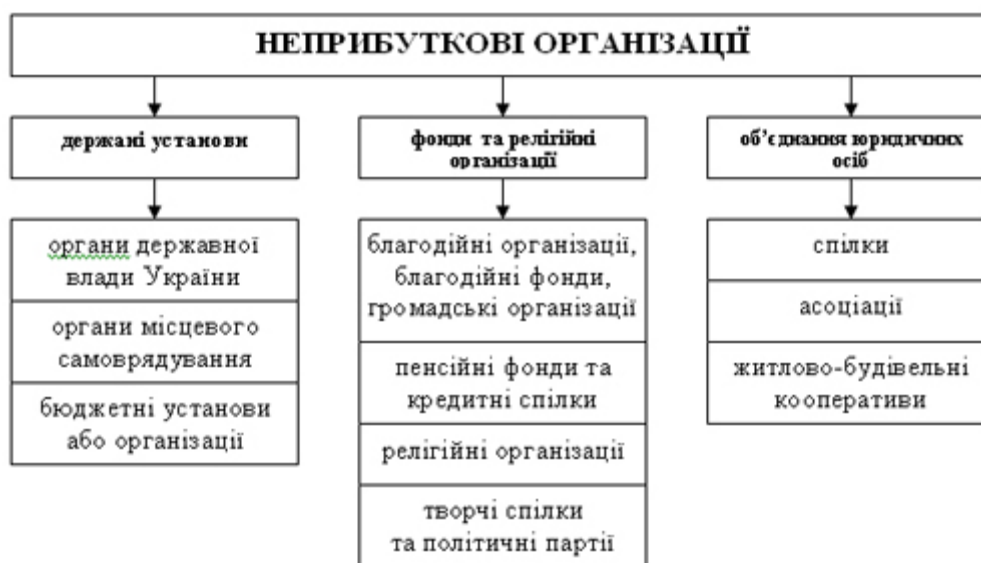 НЕПРИБУТКОВІ ОРГАНІЗАЦІЇ
держані установи
фонди та релігійні
організації
об’єднання юридичних
осіб
органи державної
влади України
органи місцевого
самоврядування
бюджетні установи
або організації
благодійні організації,
благодійні фонди,
громадські організації
пенсійні фонди та
кредитні спілки
релігійні організації
творчі спілки
та політичні партії
спілки
асоціації
житлово-будівельні
кооперативи